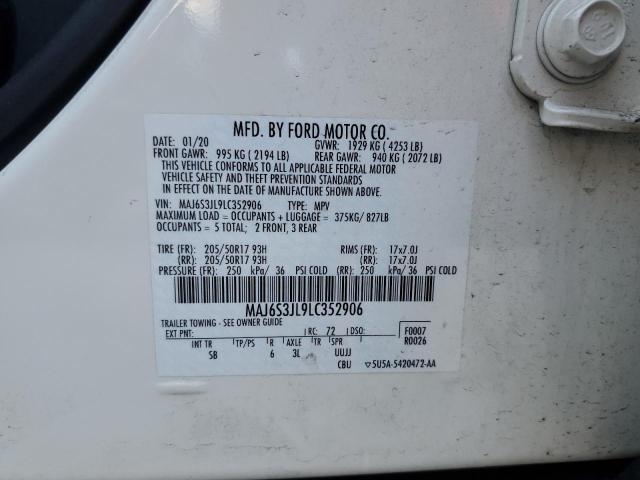 MFD. BY FORD MOTOR CO.
DATE: 01/20 GVWR: 1929 KG ( 4253 LB)
FRONT GAWR: 995 KG ( 2194 LB) REAR GAWR: 940 KG ( 2072 LB)
THIS VEHICLE CONFORMS TO ALL APPLICABLE FEDERAL MOTOR
VEHICLE SAFETY AND THEFT PREVENTION STANDARDS
IN EFFECT ON THE DATE OF MANUFACTURE SHOWN ABOVE.
VIN: MAJ6S3JL9LC352906 TYPE: MPV
MAXIMUM LOAD = OCCUPANTS + LUGGAGE = 375KG/ 827LB
OCCUPANTS = 5 TOTAL; 2 FRONT, 3 REAR
TIRE (FR): 205/50R17 93H RIMS (FR): 17x7.0J
(RR): 205/50R17 93H (RR): 17x7.0J
PRESSURE (FR): 250 kPa/ 36 PSI COLD (RR): 250 kPa/ 36 PSI COLD
MAJ6S3JL9LC352906
TRAILER TOWING - SEE OWNER GUIDE
EXT PNT: RC: 72 DSO: F0007
INT TR TP/PS R AXLE TR SPR R0026
SB 6 3L UUJJ
CBU ▽5U5A-5420472-AA